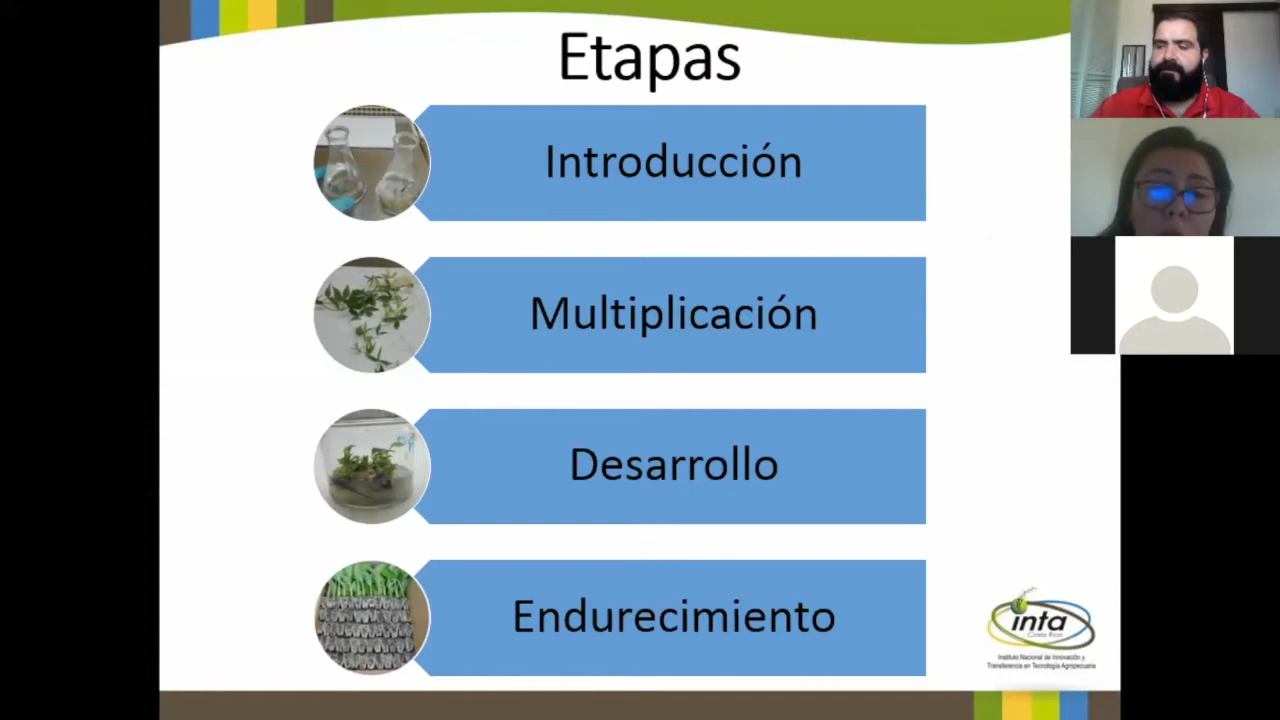 Etapas
Introducción
Multiplicación
Desarrollo
Endurecimiento
inta
Costa Rica
Instituto Nacional de Innovación y
Transferencia en Tecnología Agropecuaria